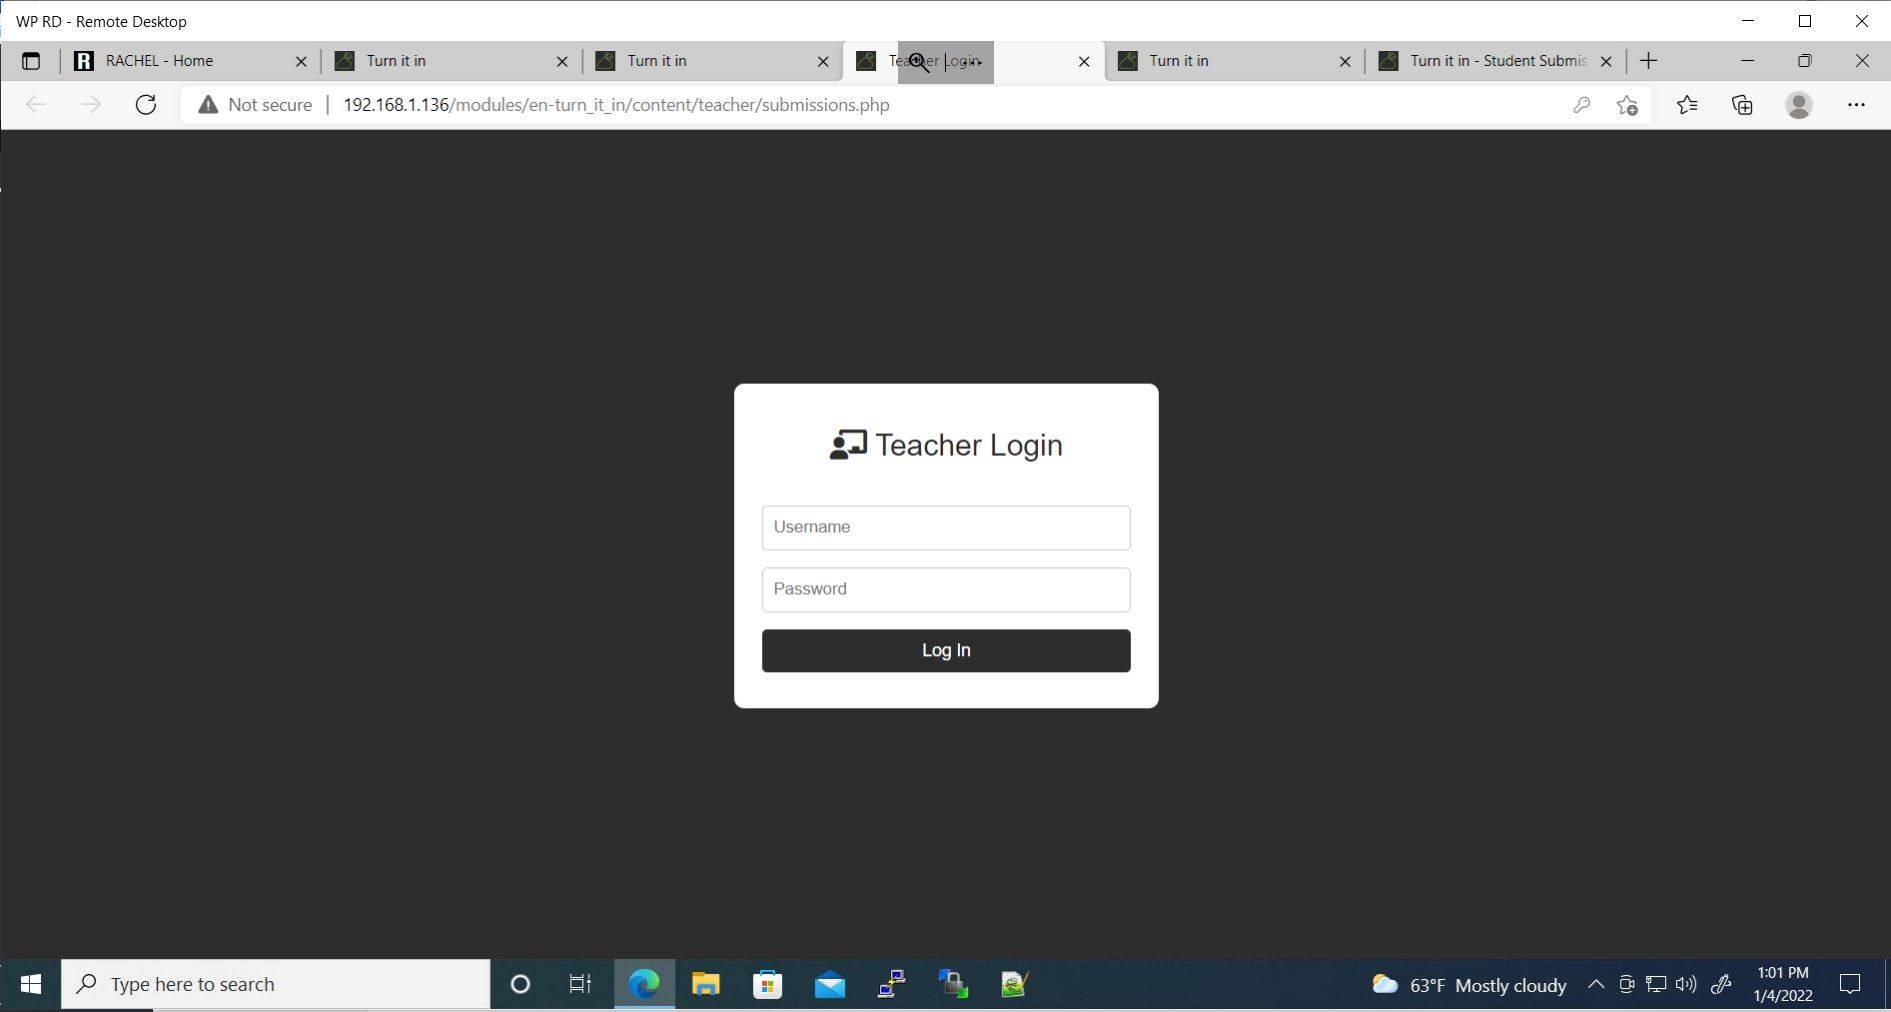 WP RD - Remote Desktop
RACHEL - Home
Turn it in
Turn it in
Teacher Login
Turn it in
Turn it in - Student Submis
Not secure
192.168.1.136/modules/en-turn_it_in/content/teacher/submissions.php
Teacher Login
Username
Password
Log In
Type here to search
63°F Mostly cloudy
1:01 PM
1/4/2022